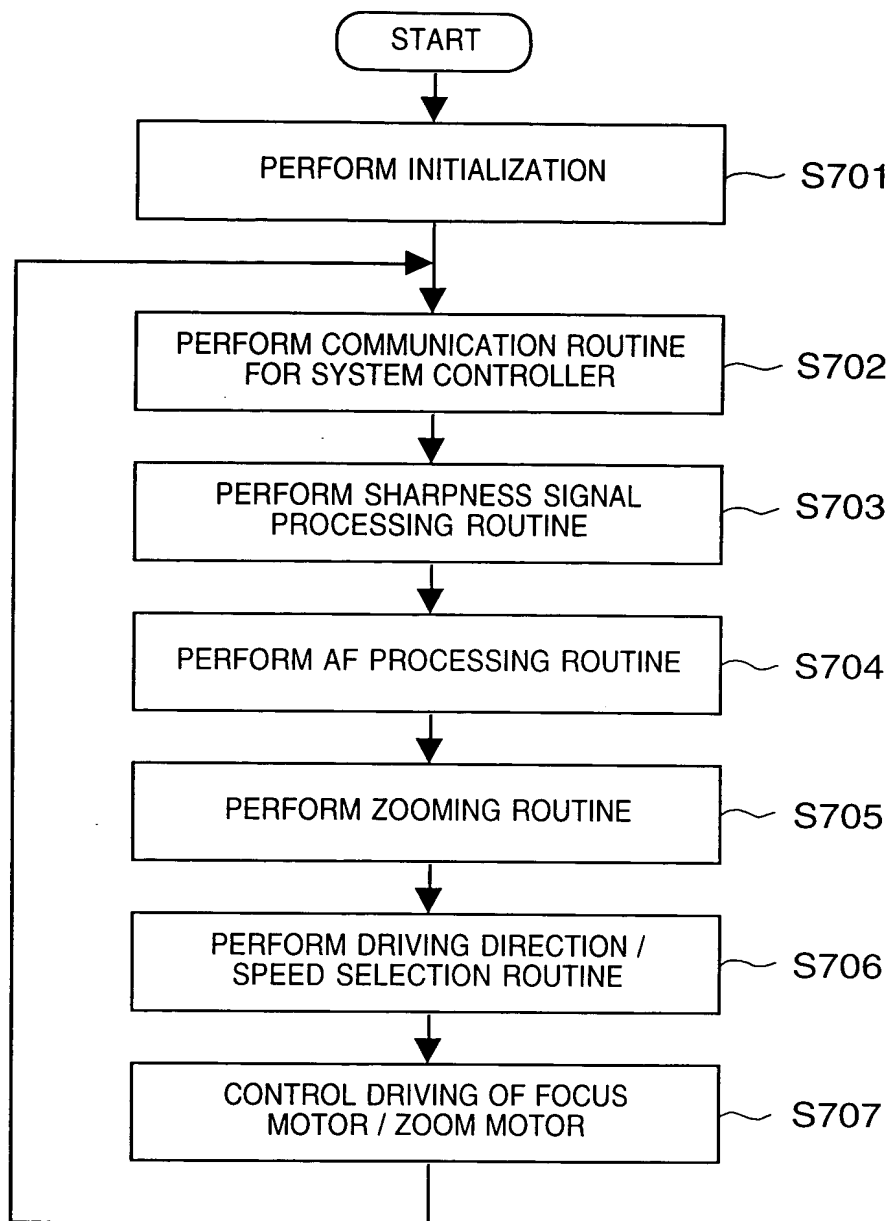 START
PERFORM INITIALIZATION
S701
PERFORM COMMUNICATION ROUTINE
FOR SYSTEM CONTROLLER
S702
PERFORM SHARPNESS SIGNAL
PROCESSING ROUTINE
S703
PERFORM AF PROCESSING ROUTINE
S704
PERFORM ZOOMING ROUTINE
S705
PERFORM DRIVING DIRECTION /
SPEED SELECTION ROUTINE
S706
CONTROL DRIVING OF FOCUS
MOTOR / ZOOM MOTOR
S707